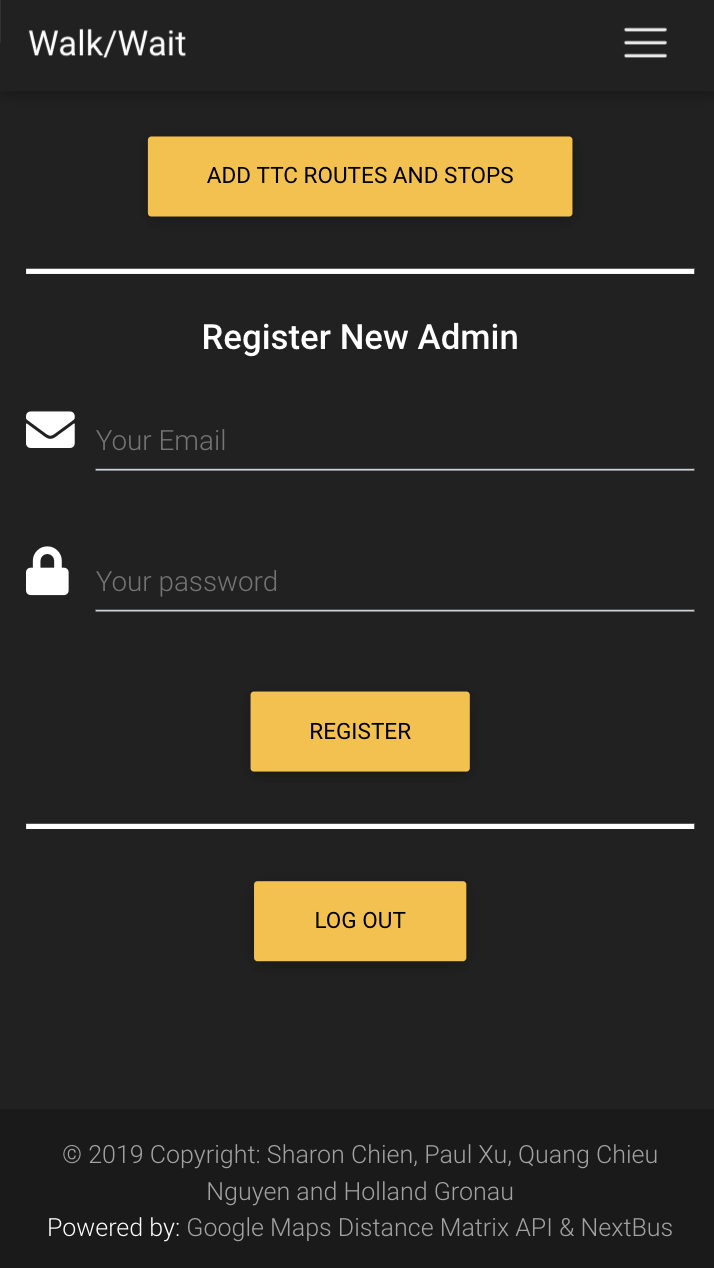 Walk/Wait
ADD TTC ROUTES AND STOPS
Register New Admin
Your Email
Your password
REGISTER
LOG OUT
© 2019 Copyright: Sharon Chien, Paul Xu, Quang Chieu
Nguyen and Holland Gronau
Powered by: Google Maps Distance Matrix API & NextBus